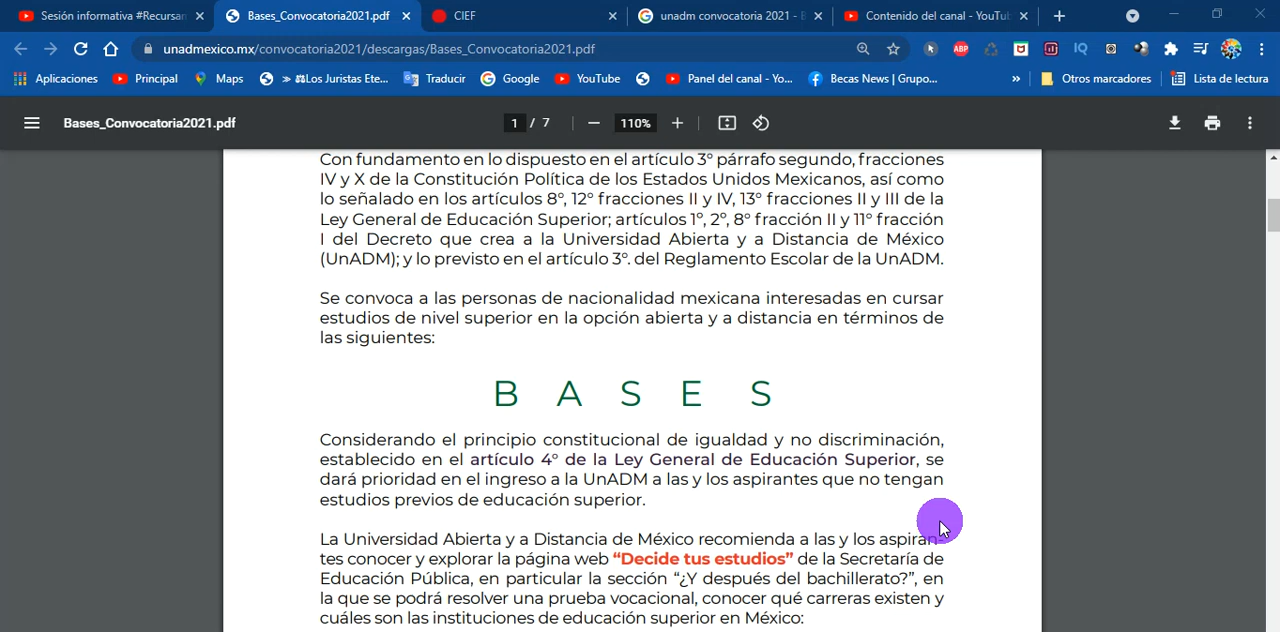 Sesión informativa #Recursar
Bases_Convocatoria2021.pdf
CIEF
unadm convocatoria 2021 - B
Contenido del canal - YouTu
unadmexico.mx/convocatoria2021/descargas/Bases_Convocatoria2021.pdf
ABP
IQ
Aplicaciones
Principal
Maps
» ⚖Los Juristas Ete...
Traducir
Google
YouTube
Panel del canal - Yo...
Becas News | Grupo...
»
Otros marcadores
Lista de lectura
Bases_Convocatoria2021.pdf
1 / 7
110%
Con fundamento en lo dispuesto en el artículo 3° párrafo segundo, fracciones
IV y X de la Constitución Política de los Estados Unidos Mexicanos, así como
lo señalado en los artículos 8°, 12° fracciones II y IV, 13° fracciones II y III de la
Ley General de Educación Superior; artículos 1º, 2º, 8° fracción II y 11° fracción
I del Decreto que crea a la Universidad Abierta y a Distancia de México
(UnADM); y lo previsto en el artículo 3°. del Reglamento Escolar de la UnADM.
Se convoca a las personas de nacionalidad mexicana interesadas en cursar
estudios de nivel superior en la opción abierta y a distancia en términos de
las siguientes:
B A S E S
Considerando el principio constitucional de igualdad y no discriminación,
establecido en el artículo 4° de la Ley General de Educación Superior, se
dará prioridad en el ingreso a la UnADM a las y los aspirantes que no tengan
estudios previos de educación superior.
La Universidad Abierta y a Distancia de México recomienda a las y los aspiran-
tes conocer y explorar la página web “Decide tus estudios” de la Secretaría de
Educación Pública, en particular la sección “¿Y después del bachillerato?”, en
la que se podrá resolver una prueba vocacional, conocer qué carreras existen y
cuáles son las instituciones de educación superior en México: